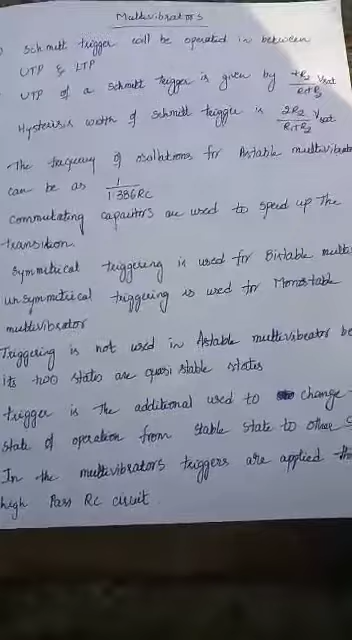 Multivibrators
Schmitt trigger will be operated in between
UTP & LTP
UTP of a schmitt trigger is given by +R2/R1+R2 Vsat
Hysterisis width of schmitt trigger is 2R2/R1+R2 Vsat
The frequency of oscillations for Astable multivibrator
can be as 1/1.386RC
commutating capacitors are used to speed up The
transition.
Symmetrical triggering is used for Bistable multi
unsymmetrical triggering is used for Monostable
multivibrator
Triggering is not used in Astable multivibrator be
its two states are quasi stable states
trigger is The additional used to change
state of operation from stable state to other
In the multivibrators triggers are applied
high Pass RC circuit.